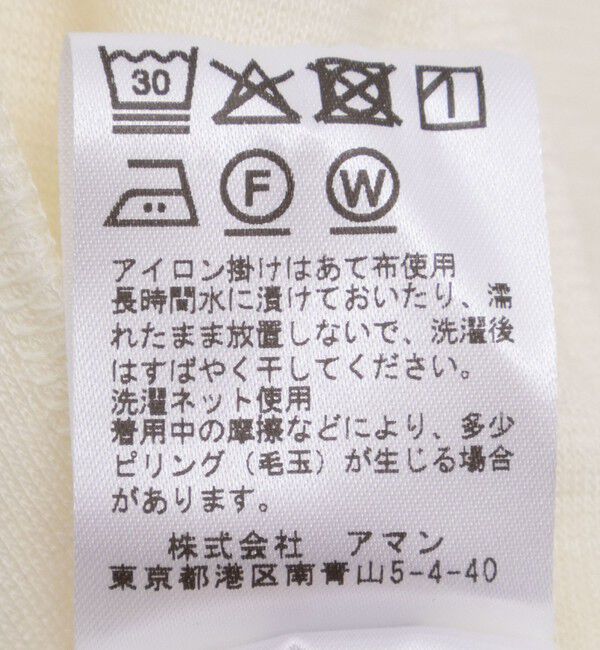 30
F W
アイロン掛けはあて布使用
長時間水に漬けておいたり、濡
れたまま放置しないで、洗濯後
はすばやく干してください。
洗濯ネット使用
着用中の摩擦などにより、多少
ピリング（毛玉）が生じる場合
があります。
株式会社 アマン
東京都港区南青山5-4-40